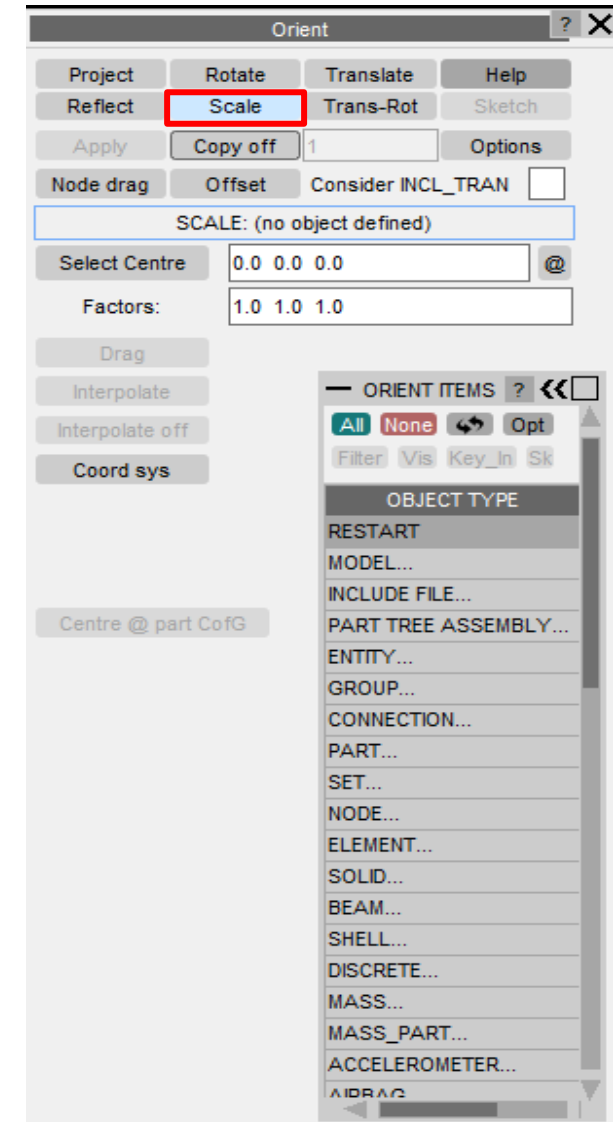 Orient ?
Project Rotate Translate Help
Reflect Scale Trans-Rot Sketch
Apply Copy off 1 Options
Node drag Offset Consider INCL_TRAN
SCALE: (no object defined)
Select Centre 0.0 0.0 0.0 @
Factors: 1.0 1.0 1.0
Drag
Interpolate
Interpolate off
Coord sys
Centre @ part CofG
ORIENT ITEMS ?
All None Opt
Filter Vis Key_In Sk
OBJECT TYPE
RESTART
MODEL...
INCLUDE FILE...
PART TREE ASSEMBLY...
ENTITY...
GROUP...
CONNECTION...
PART...
SET...
NODE...
ELEMENT...
SOLID...
BEAM...
SHELL...
DISCRETE...
MASS...
MASS_PART...
ACCELEROMETER...
AIRBAG